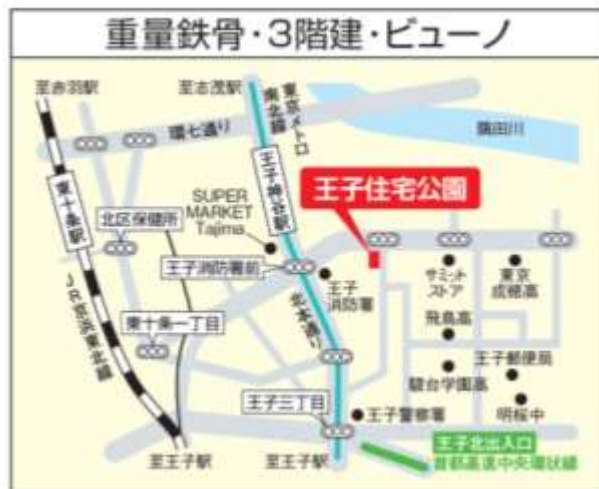 重量鉄骨・3階建・ビューノ
至赤羽駅
至志茂駅
東京メトロ
南北線
環七通り
隅田川
王子神谷駅
東十条駅
SUPER
MARKET
Tajima
王子住宅公園
北区保健所
王子消防署前
王子
消防署
サミット
ストア
東京
成徳高
JR京浜東北線
北本通り
東十条一丁目
飛鳥高
王子郵便局
駿台学園高
王子三丁目
王子警察署
明桜中
王子北出入口
首都高速中央環状線
至王子駅
至王子駅